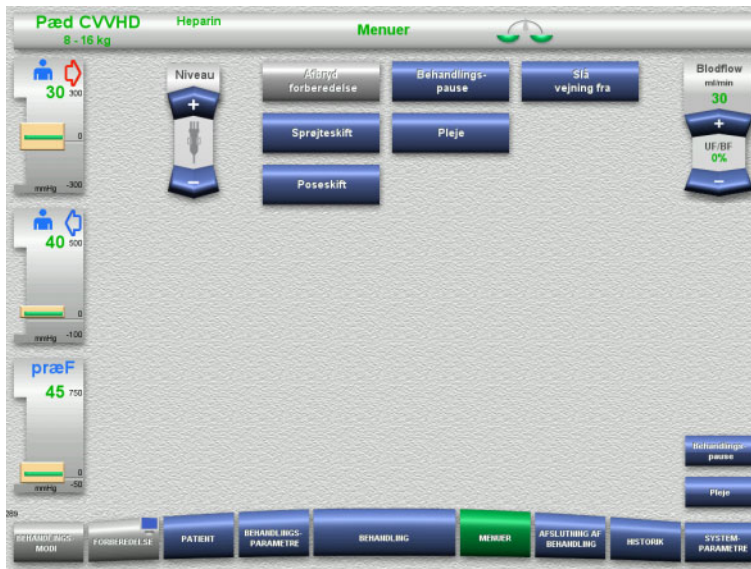 Pæd CVVHD
Heparin
Menuer
8 - 16 kg
30
300
0
mmHg
-300
Niveau
+
−
Afbryd
forberedelse
Behandlings-
pause
Slå
vejning fra
Sprøjteskift
Pleje
Poseskift
Blodflow
ml/min
30
+
UF/BF
0%
−
40
500
0
mmHg
-100
præF
45
750
0
mmHg
-50
Behandlings
pause
Pleje
289
BEHANDLINGS-
MODI
FORBEREDELSE
PATIENT
BEHANDLINGS-
PARAMETRE
BEHANDLING
MENUER
AFSLUTNING AF
BEHANDLING
HISTORIK
SYSTEM-
PARAMETRE